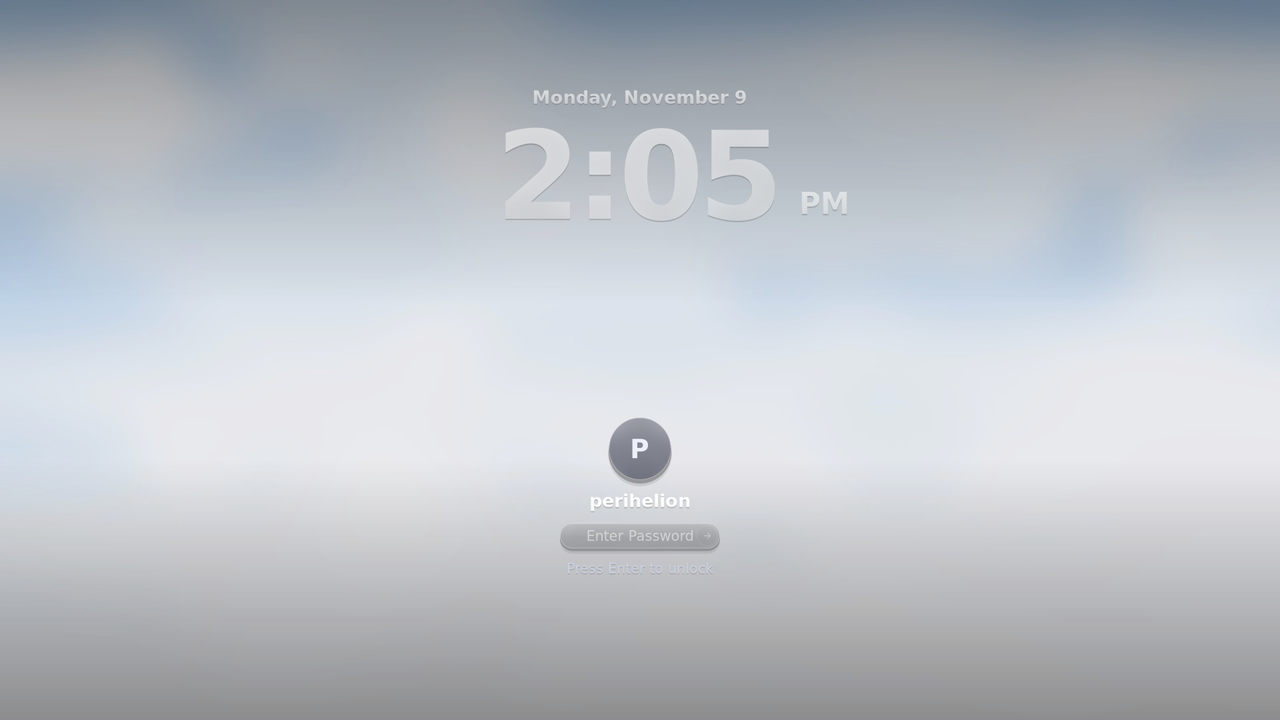 Monday, November 9
2:05 PM
P
perihelion
Enter Password
Press Enter to unlock